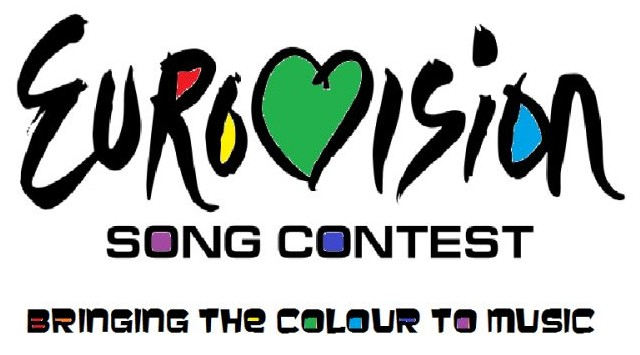 EUROVISION
SONG CONTEST
BRINGING THE COLOUR TO MUSIC